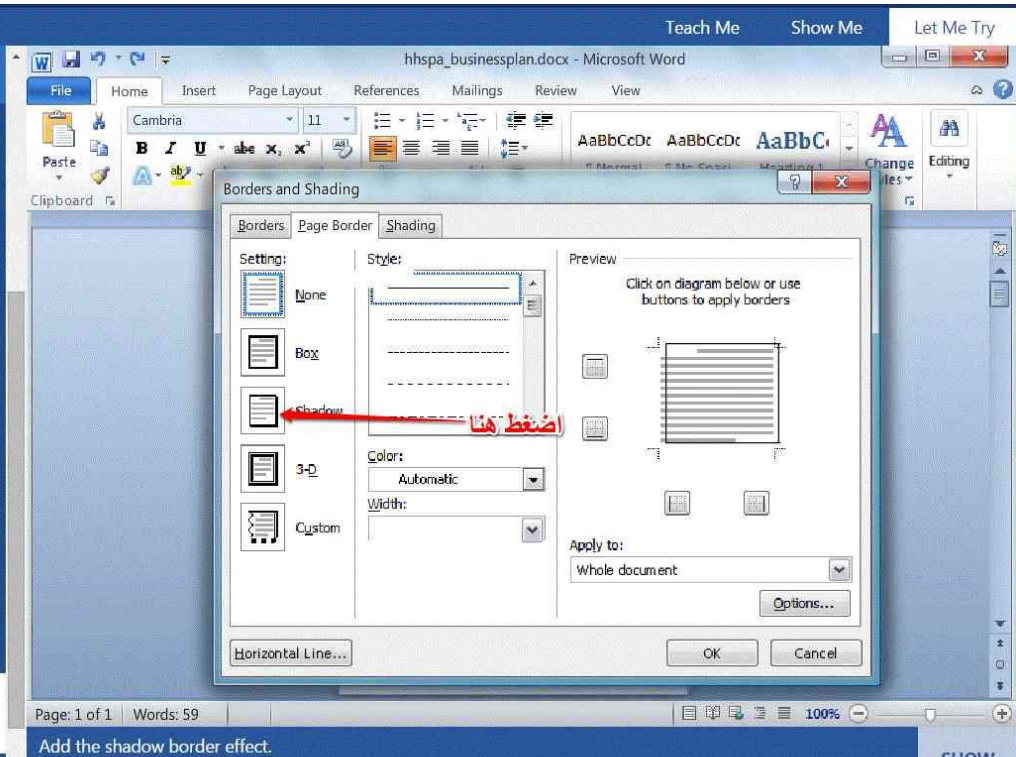 Teach Me Show Me Let Me Try
hhspa_businessplan.docx - Microsoft Word
File Home Insert Page Layout References Mailings Review View
Cambria 11
AaBbCcDc AaBbCcDc AaBbC
B I U abc x, x²
Paste
Change
Editing
Clipboard
Borders and Shading
Borders Page Border Shading
Setting:
Style:
Preview
None
Click on diagram below or use
buttons to apply borders
Box
Shadow
اضغط هنا
3-D
Color:
Automatic
Width:
Custom
Apply to:
Whole document
Options...
Horizontal Line...
OK Cancel
Page: 1 of 1 Words: 59
100%
Add the shadow border effect.